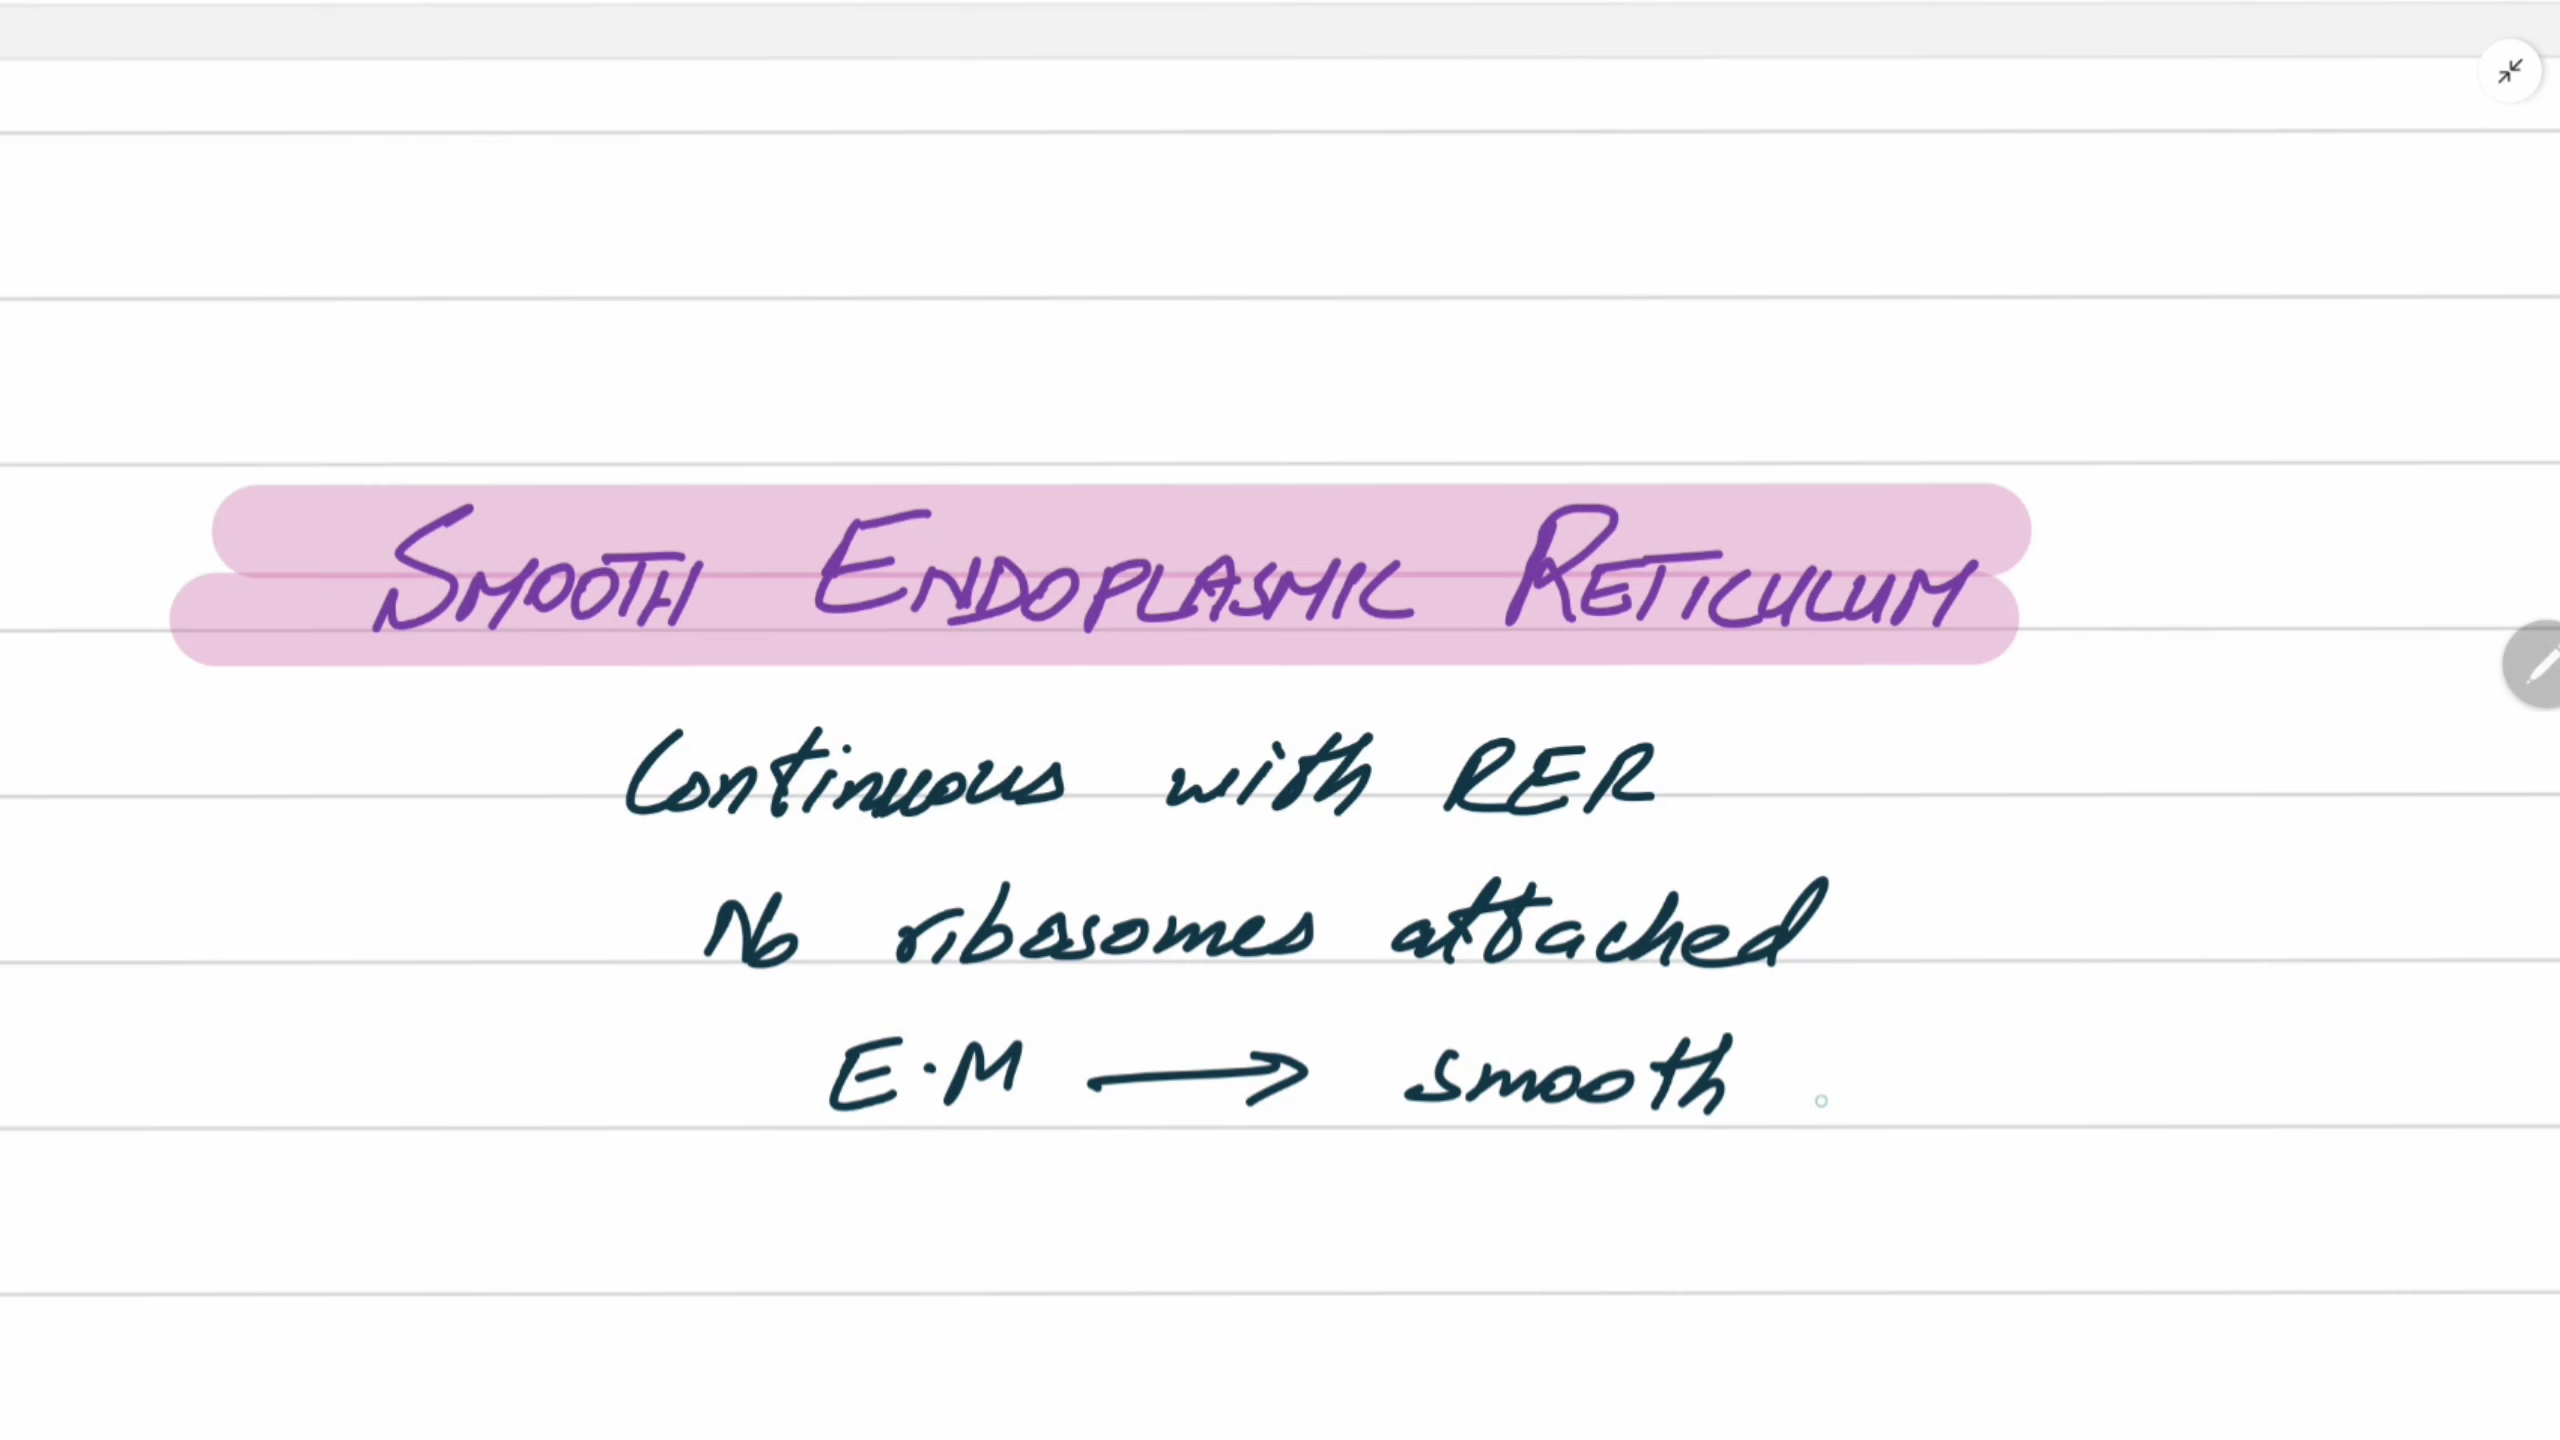 SMOOTH ENDOPLASMIC RETICULUM
Continuous with RER
No ribosomes attached
E.M → smooth